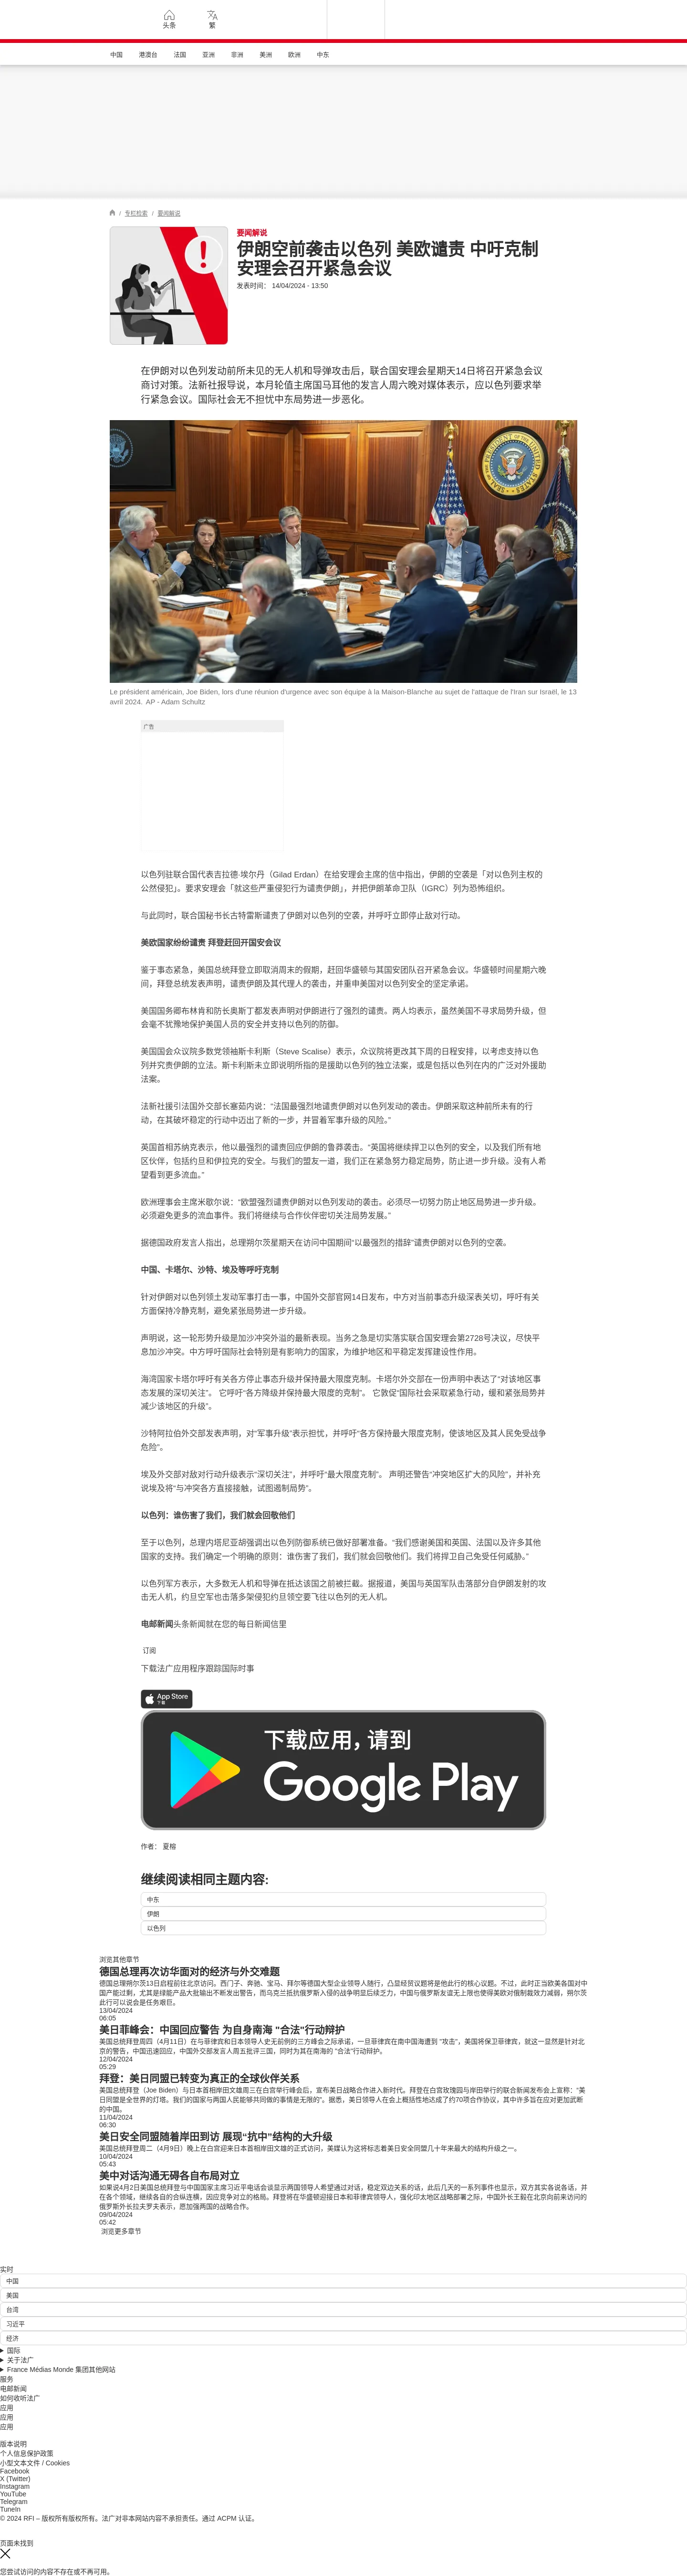 头条
繁
中国 港澳台 法国 亚洲 非洲 美洲 欧洲 中东
/ 专栏检索 / 要闻解说
要闻解说
伊朗空前袭击以色列 美欧谴责 中吁克制
安理会召开紧急会议
发表时间： 14/04/2024 - 13:50
在伊朗对以色列发动前所未见的无人机和导弹攻击后，联合国安理会星期天14日将召开紧急会议
商讨对策。法新社报导说，本月轮值主席国马耳他的发言人周六晚对媒体表示，应以色列要求举
行紧急会议。国际社会无不担忧中东局势进一步恶化。
Le président américain, Joe Biden, lors d'une réunion d'urgence avec son équipe à la Maison-Blanche au sujet de l'attaque de l'Iran sur Israël, le 13
avril 2024. AP - Adam Schultz
广告
以色列驻联合国代表吉拉德·埃尔丹（Gilad Erdan）在给安理会主席的信中指出，伊朗的空袭是「对以色列主权的
公然侵犯」。要求安理会「就这些严重侵犯行为谴责伊朗」，并把伊朗革命卫队（IGRC）列为恐怖组织。
与此同时，联合国秘书长古特雷斯谴责了伊朗对以色列的空袭，并呼吁立即停止敌对行动。
美欧国家纷纷谴责 拜登赶回开国安会议
鉴于事态紧急，美国总统拜登立即取消周末的假期，赶回华盛顿与其国安团队召开紧急会议。华盛顿时间星期六晚
间，拜登总统发表声明，谴责伊朗及其代理人的袭击，并重申美国对以色列安全的坚定承诺。
美国国务卿布林肯和防长奥斯丁都发表声明对伊朗进行了强烈的谴责。两人均表示，虽然美国不寻求局势升级，但
会毫不犹豫地保护美国人员的安全并支持以色列的防御。
美国国会众议院多数党领袖斯卡利斯（Steve Scalise）表示，众议院将更改其下周的日程安排，以考虑支持以色
列并究责伊朗的立法。斯卡利斯未立即说明所指的是援助以色列的独立法案，或是包括以色列在内的广泛对外援助
法案。
法新社援引法国外交部长塞茹内说：“法国最强烈地谴责伊朗对以色列发动的袭击。伊朗采取这种前所未有的行
动，在其破坏稳定的行动中迈出了新的一步，并冒着军事升级的风险。”
英国首相苏纳克表示，他以最强烈的谴责回应伊朗的鲁莽袭击。“英国将继续捍卫以色列的安全，以及我们所有地
区伙伴，包括约旦和伊拉克的安全。与我们的盟友一道，我们正在紧急努力稳定局势，防止进一步升级。没有人希
望看到更多流血。”
欧洲理事会主席米歇尔说：“欧盟强烈谴责伊朗对以色列发动的袭击。必须尽一切努力防止地区局势进一步升级。
必须避免更多的流血事件。我们将继续与合作伙伴密切关注局势发展。”
据德国政府发言人指出，总理朔尔茨星期天在访问中国期间“以最强烈的措辞”谴责伊朗对以色列的空袭。
中国、卡塔尔、沙特、埃及等呼吁克制
针对伊朗对以色列领土发动军事打击一事，中国外交部官网14日发布，中方对当前事态升级深表关切，呼吁有关
方面保持冷静克制，避免紧张局势进一步升级。
声明说，这一轮形势升级是加沙冲突外溢的最新表现。当务之急是切实落实联合国安理会第2728号决议，尽快平
息加沙冲突。中方呼吁国际社会特别是有影响力的国家，为维护地区和平稳定发挥建设性作用。
海湾国家卡塔尔呼吁有关各方停止事态升级并保持最大限度克制。卡塔尔外交部在一份声明中表达了“对该地区事
态发展的深切关注”。 它呼吁“各方降级并保持最大限度的克制”。 它敦促“国际社会采取紧急行动，缓和紧张局势并
减少该地区的升级”。
沙特阿拉伯外交部发表声明，对“军事升级”表示担忧，并呼吁“各方保持最大限度克制，使该地区及其人民免受战争
危险”。
埃及外交部对敌对行动升级表示“深切关注”，并呼吁“最大限度克制”。 声明还警告“冲突地区扩大的风险”，并补充
说埃及将“与冲突各方直接接触，试图遏制局势”。
以色列：谁伤害了我们，我们就会回敬他们
至于以色列，总理内塔尼亚胡强调出以色列防御系统已做好部署准备。“我们感谢美国和英国、法国以及许多其他
国家的支持。我们确定一个明确的原则：谁伤害了我们，我们就会回敬他们。我们将捍卫自己免受任何威胁。”
以色列军方表示，大多数无人机和导弹在抵达该国之前被拦截。据报道，美国与英国军队击落部分自伊朗发射的攻
击无人机，约旦空军也击落多架侵犯约旦领空要飞往以色列的无人机。
电邮新闻头条新闻就在您的每日新闻信里
订阅
下载法广应用程序跟踪国际时事
App Store
下载
下载应用，请到
Google Play
作者： 夏榕
继续阅读相同主题内容:
中东
伊朗
以色列
浏览其他章节
德国总理再次访华面对的经济与外交难题
德国总理朔尔茨13日启程前往北京访问。西门子、奔驰、宝马、拜尔等德国大型企业领导人随行，凸显经贸议题将是他此行的核心议题。不过，此时正当欧美各国对中
国产能过剩，尤其是绿能产品大批输出不断发出警告，而乌克兰抵抗俄罗斯入侵的战争明显后续乏力，中国与俄罗斯友谊无上限也使得美欧对俄制裁效力减弱，朔尔茨
此行可以说会是任务艰巨。
13/04/2024
06:05
美日菲峰会：中国回应警告 为自身南海 "合法"行动辩护
美国总统拜登周四（4月11日）在与菲律宾和日本领导人史无前例的三方峰会之际承诺，一旦菲律宾在南中国海遭到 "攻击"，美国将保卫菲律宾，就这一显然是针对北
京的警告，中国迅速回应，中国外交部发言人周五批评三国，同时为其在南海的 "合法"行动辩护。
12/04/2024
05:29
拜登：美日同盟已转变为真正的全球伙伴关系
美国总统拜登（Joe Biden）与日本首相岸田文雄周三在白宫举行峰会后，宣布美日战略合作进入新时代。拜登在白宫玫瑰园与岸田举行的联合新闻发布会上宣称："美
日同盟是全世界的灯塔。我们的国家与两国人民能够共同做的事情是无限的"。据悉，美日领导人在会上概括性地达成了约70项合作协议，其中许多旨在应对更加武断
的中国。
11/04/2024
06:30
美日安全同盟随着岸田到访 展现“抗中”结构的大升级
美国总统拜登周二（4月9日）晚上在白宫迎来日本首相岸田文雄的正式访问，美媒认为这将标志着美日安全同盟几十年来最大的结构升级之一。
10/04/2024
05:43
美中对话沟通无碍各自布局对立
如果说4月2日美国总统拜登与中国国家主席习近平电话会谈显示两国领导人希望通过对话，稳定双边关系的话，此后几天的一系列事件也显示，双方其实各说各话，并
在各个领域，继续各自的合纵连横，因应竞争对立的格局。拜登将在华盛顿迎接日本和菲律宾领导人，强化印太地区战略部署之际，中国外长王毅在北京向前来访问的
俄罗斯外长拉夫罗夫表示，愿加强两国的战略合作。
09/04/2024
05:42
浏览更多章节
实时
中国
美国
台湾
习近平
经济
国际
关于法广
France Médias Monde 集团其他网站
服务
电邮新闻
如何收听法广
应用
应用
应用
版本说明
个人信息保护政策
小型文本文件 / Cookies
Facebook
X (Twitter)
Instagram
YouTube
Telegram
TuneIn
© 2024 RFI – 版权所有版权所有。法广对非本网站内容不承担责任。通过 ACPM 认证。
页面未找到
您尝试访问的内容不存在或不再可用。